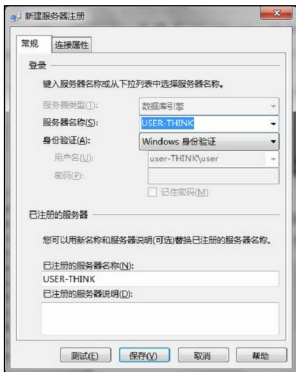 新建服务器注册
常规 连接属性
登录
键入服务器名称或从下拉列表中选择服务器名称。
服务器类型(T): 数据库引擎
服务器名称(S): USER-THINK
身份验证(A): Windows 身份验证
用户名(U): user-THINK\user
密码(P):
记住密码(M)
已注册的服务器
您可以用新名称和服务器说明(可选)替换已注册的服务器名称。
已注册的服务器名称(N):
USER-THINK
已注册的服务器说明(D):
测试(E) 保存(V) 取消 帮助